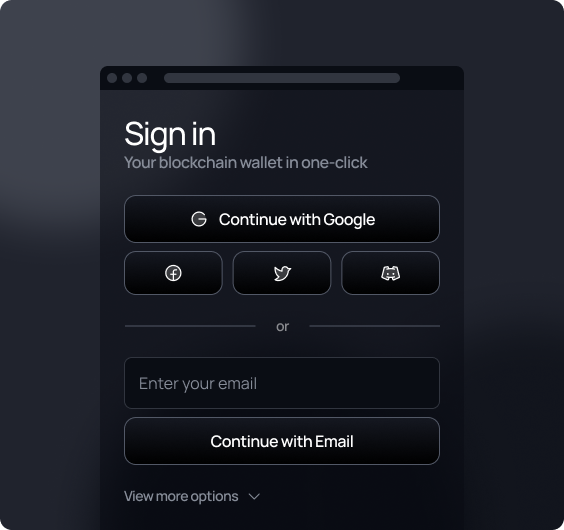 Sign in
Your blockchain wallet in one-click
Continue with Google
or
Enter your email
Continue with Email
View more options